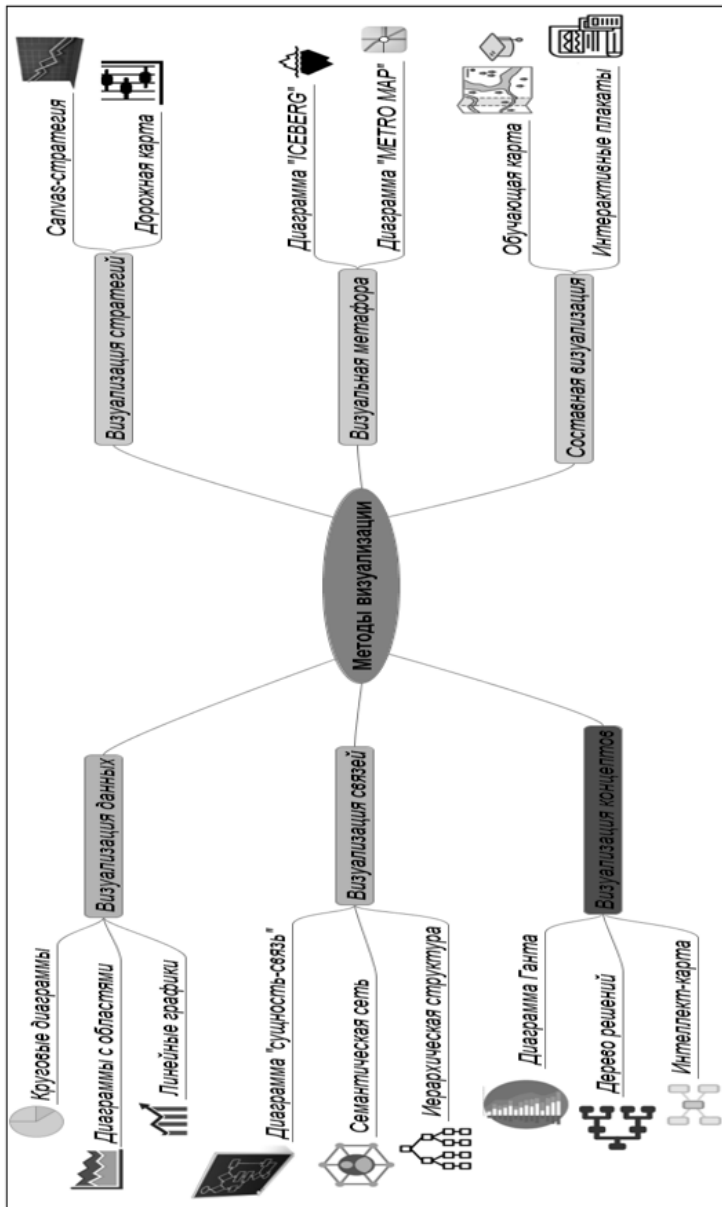 Методы визуализации
Визуализация данных
Круговые диаграммы
Диаграммы с областями
Линейные графики
Визуализация связей
Диаграмма "сущность-связь"
Семантическая сеть
Иерархическая структура
Визуализация концептов
Диаграмма Ганта
Дерево решений
Интеллект-карта
Визуализация стратегий
Canvas-стратегия
Дорожная карта
Визуальная метафора
Диаграмма "ICEBERG"
Диаграмма "METRO MAP"
Составная визуализация
Обучающая карта
Интерактивные плакаты